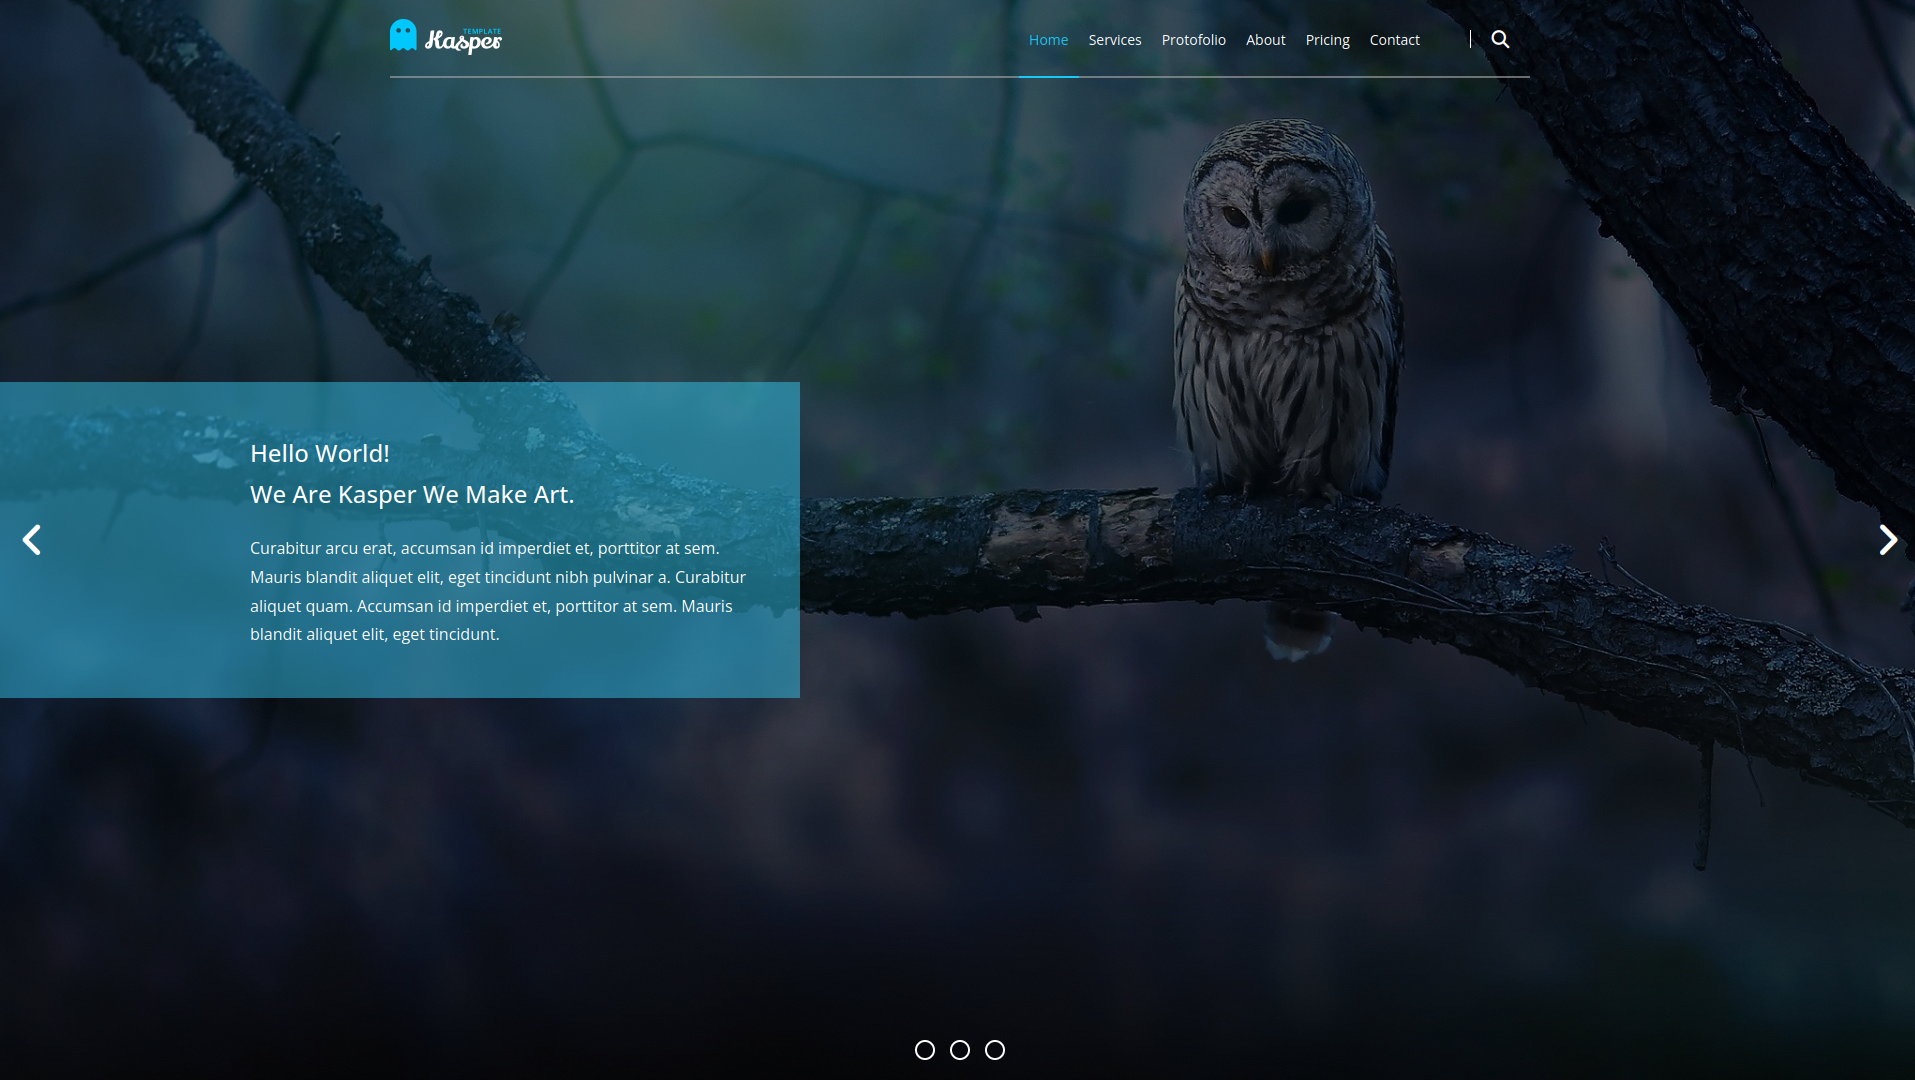 TEMPLATE
Kasper
Home Services Protofolio About Pricing Contact
Hello World!
We Are Kasper We Make Art.
Curabitur arcu erat, accumsan id imperdiet et, porttitor at sem.
Mauris blandit aliquet elit, eget tincidunt nibh pulvinar a. Curabitur
aliquet quam. Accumsan id imperdiet et, porttitor at sem. Mauris
blandit aliquet elit, eget tincidunt.